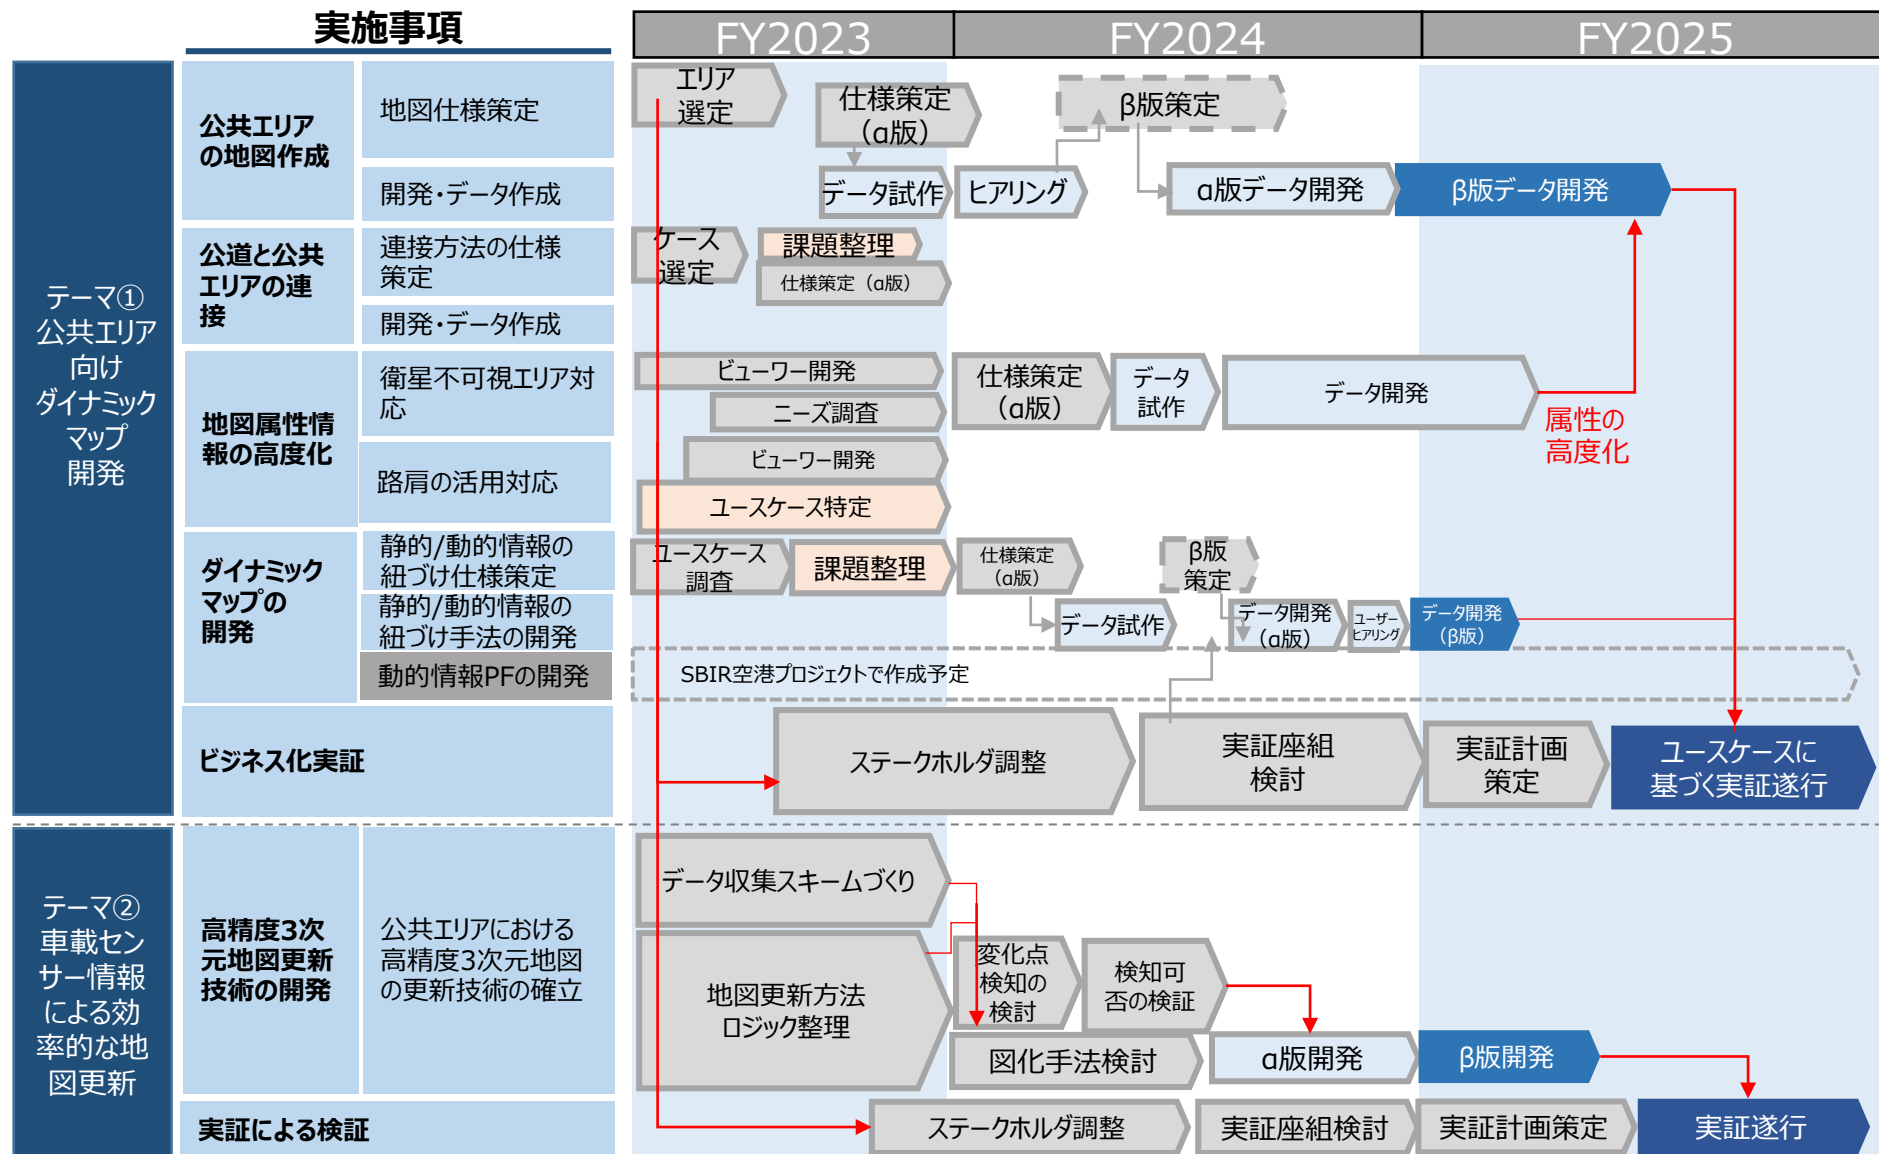 実施事項
FY2023
FY2024
FY2025
テーマ①
公共エリア
向け
ダイナミック
マップ
開発
公共エリア
の地図作成
地図仕様策定
エリア
選定
仕様策定
（α版）
β版策定
開発・データ作成
データ試作
ヒアリング
α版データ開発
β版データ開発
公道と公共
エリアの連
接
連接方法の仕様
策定
ケース
選定
課題整理
仕様策定（α版）
開発・データ作成
地図属性情
報の高度化
衛星不可視エリア対
応
ビューワー開発
ニーズ調査
仕様策定
（α版）
データ
試作
データ開発
属性の
高度化
路肩の活用対応
ビューワー開発
ユースケース特定
ダイナミック
マップの
開発
静的/動的情報の
紐づけ仕様策定
ユースケース
調査
課題整理
仕様策定
（α版）
β版
策定
静的/動的情報の
紐づけ手法の開発
データ試作
データ開発
（α版）
ユーザー
ヒアリング
データ開発
（β版）
動的情報PFの開発
SBIR空港プロジェクトで作成予定
ビジネス化実証
ステークホルダ調整
実証座組
検討
実証計画
策定
ユースケースに
基づく実証遂行
テーマ②
車載セン
サー情報
による効
率的な地
図更新
高精度3次
元地図更新
技術の開発
公共エリアにおける
高精度3次元地図
の更新技術の確立
データ収集スキームづくり
地図更新方法
ロジック整理
変化点
検知の
検討
検知可
否の検証
図化手法検討
α版開発
β版開発
実証による検証
ステークホルダ調整
実証座組検討
実証計画策定
実証遂行